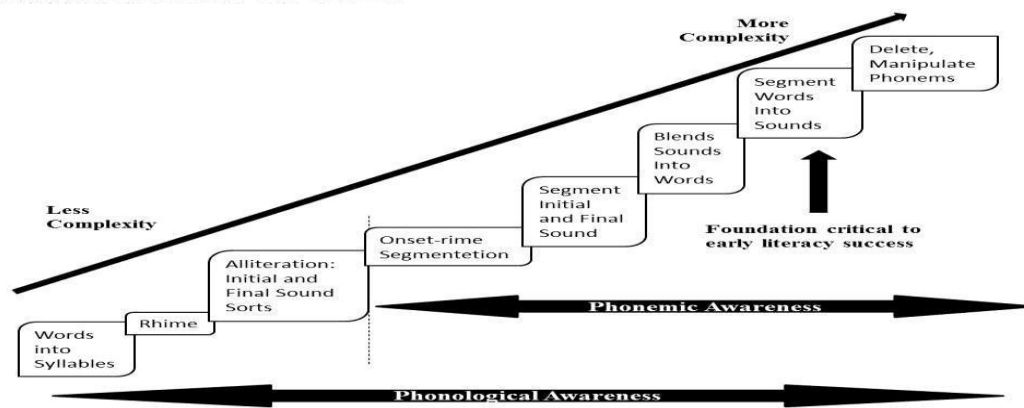 More
Complexity
Delete,
Manipulate
Phonems
Segment
Words
Into
Sounds
Blends
Sounds
Into
Words
Less
Complexity
Segment
Initial
and Final
Sound
Foundation critical to
early literacy success
Onset-rime
Segmentetion
Alliteration:
Initial and
Final Sound
Sorts
Phonemic Awareness
Rhime
Words
into
Syllables
Phonological Awareness